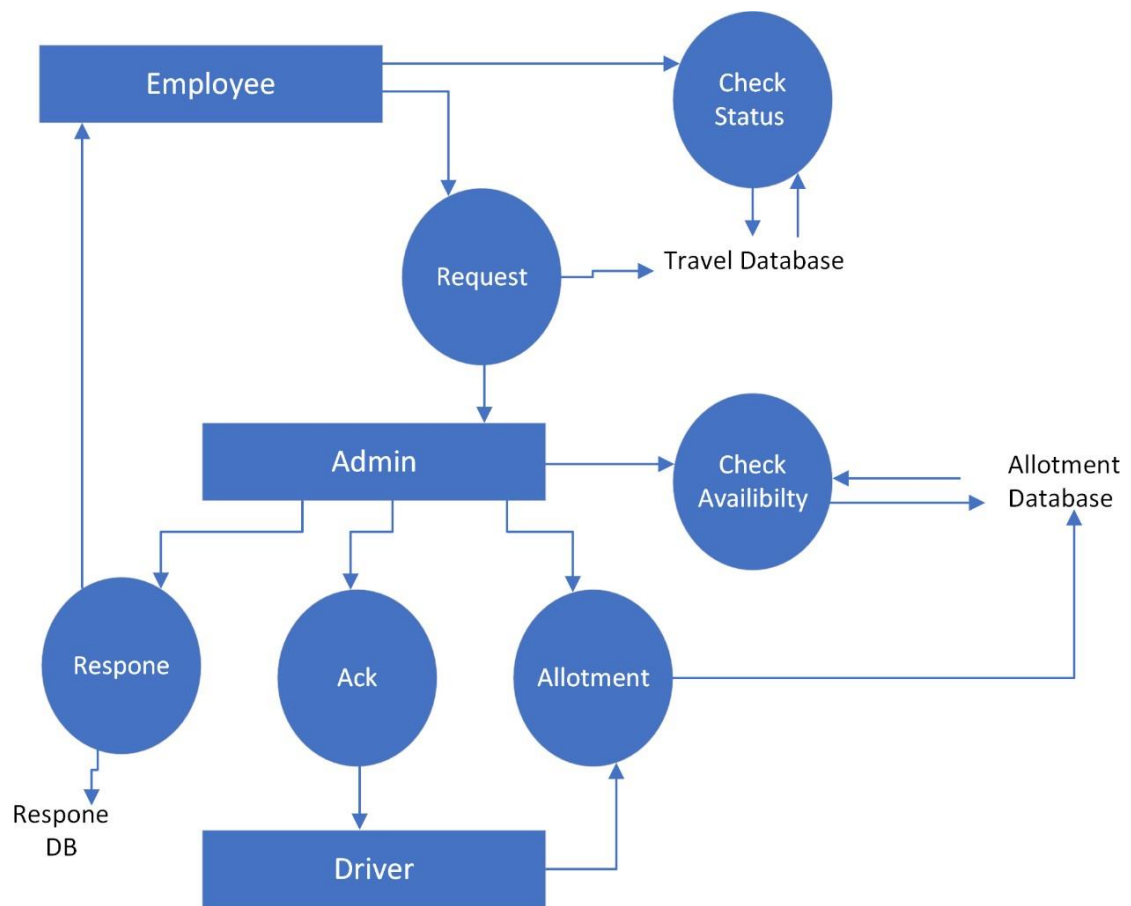 Employee
Check
Status
Request
Travel Database
Admin
Check
Availibilty
Allotment
Database
Respone
Ack
Allotment
Respone
DB
Driver